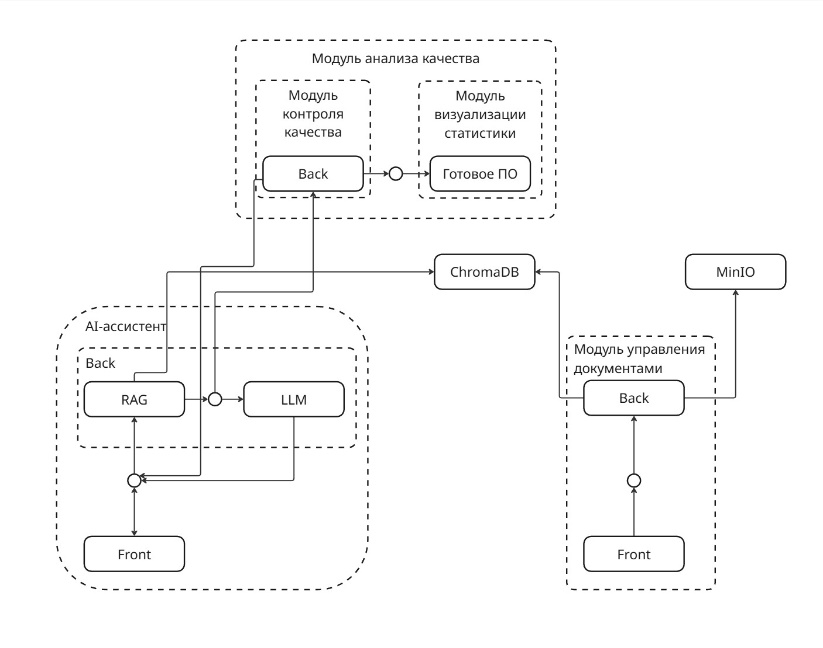 Модуль анализа качества
Модуль
контроля
качества
Back
Модуль
визуализации
статистики
Готовое ПО
ChromaDB
MinIO
AI-ассистент
Back
RAG
LLM
Front
Модуль управления
документами
Back
Front